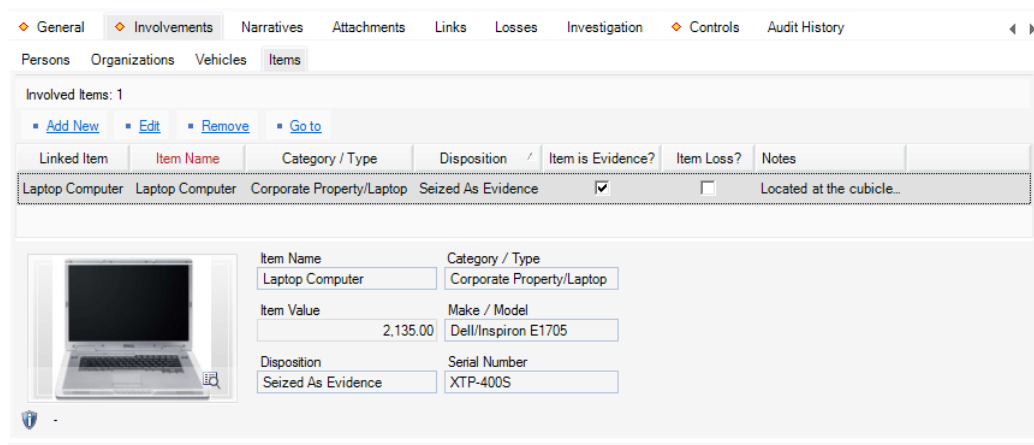 General Involvements Narratives Attachments Links Losses Investigation Controls Audit History
Persons Organizations Vehicles Items
Involved Items: 1
Add New Edit Remove Go to
Linked Item Item Name Category / Type Disposition Item is Evidence? Item Loss? Notes
Laptop Computer Laptop Computer Corporate Property/Laptop Seized As Evidence Located at the cubicle...
Item Name Category / Type
Laptop Computer Corporate Property/Laptop
Item Value Make / Model
2,135.00 Dell/Inspiron E1705
Disposition Serial Number
Seized As Evidence XTP-400S
-